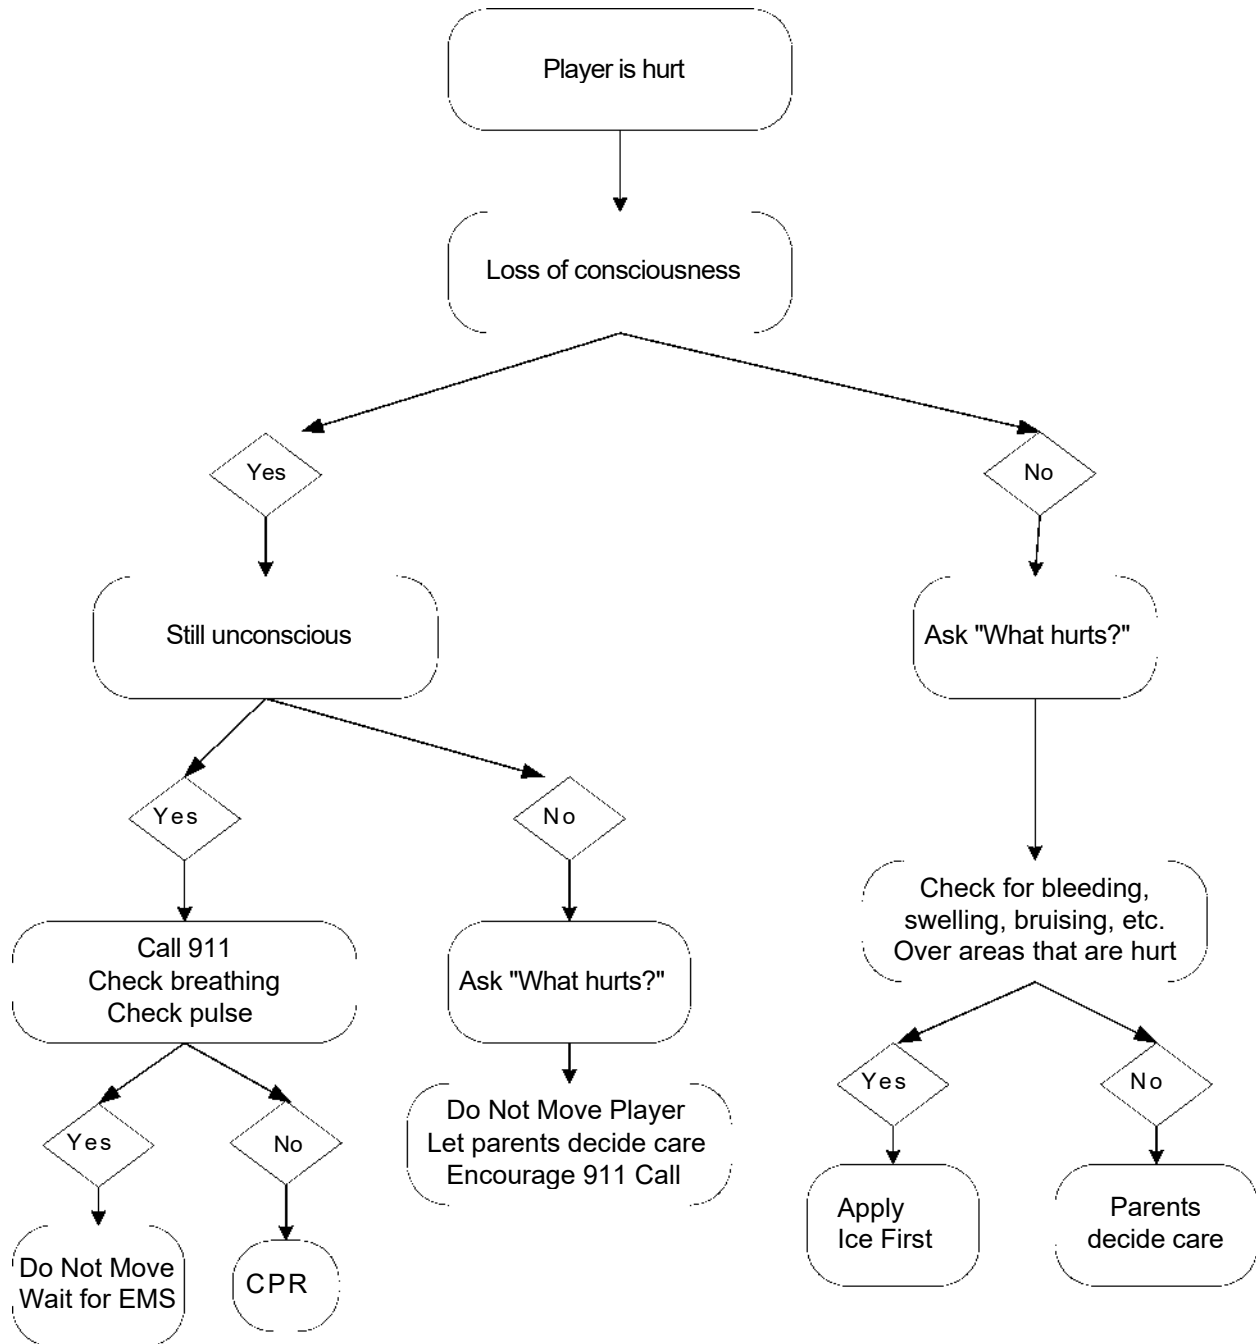 Player is hurt
Loss of consciousness
Yes
No
Still unconscious
Ask "What hurts?"
Yes
No
Call 911
Check breathing
Check pulse
Ask "What hurts?"
Check for bleeding,
swelling, bruising, etc.
Over areas that are hurt
Yes
No
Yes
No
Do Not Move Player
Let parents decide care
Encourage 911 Call
Do Not Move
Wait for EMS
CPR
Apply
Ice First
Parents
decide care